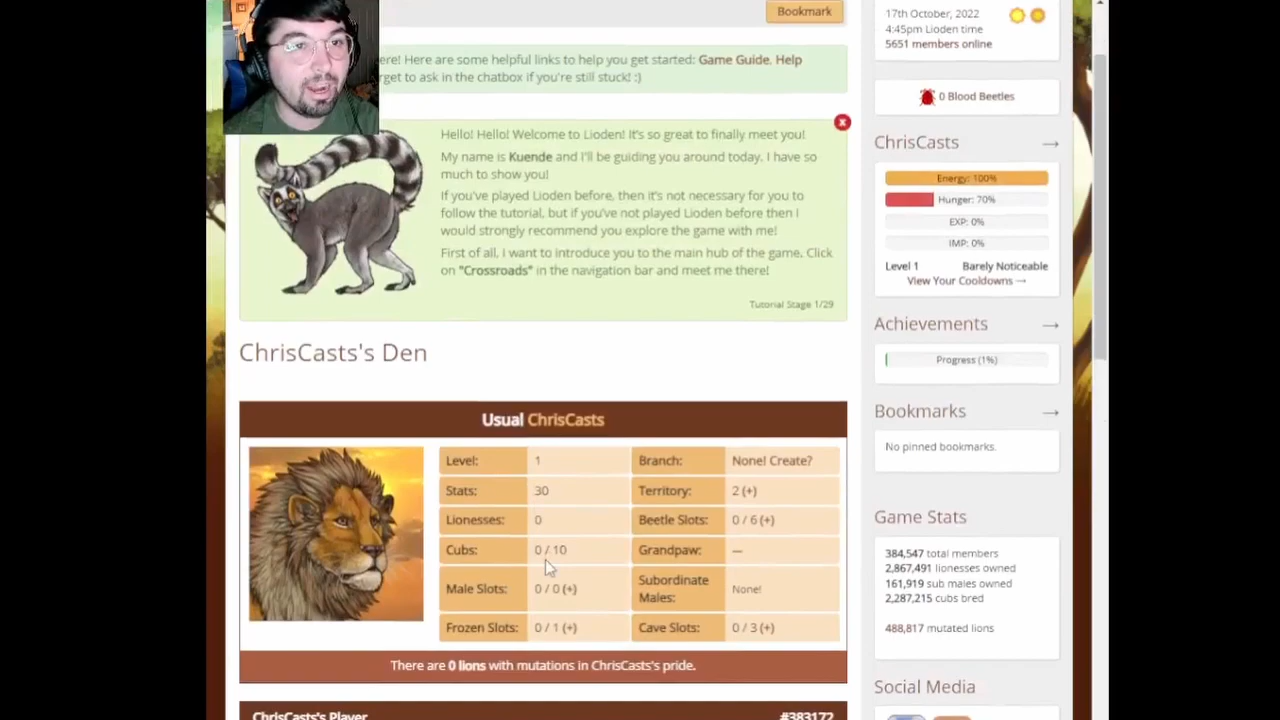 Bookmark
ere! Here are some helpful links to help you get started: Game Guide, Help
rget to ask in the chatbox if you're still stuck! :)
Hello! Hello! Welcome to Lioden! It's so great to finally meet you!
My name is Kuende and I'll be guiding you around today. I have so
much to show you!
If you've played Lioden before, then it's not necessary for you to
follow the tutorial, but if you've not played Lioden before then I
would strongly recommend you explore the game with me!
First of all, I want to introduce you to the main hub of the game. Click
on "Crossroads" in the navigation bar and meet me there!
Tutorial Stage 1/29
ChrisCasts's Den
Usual ChrisCasts
Level: 1 Branch: None! Create?
Stats: 30 Territory: 2 (+)
Lionesses: 0 Beetle Slots: 0 / 6 (+)
Cubs: 0 / 10 Grandpaw: —
Male Slots: 0 / 0 (+) Subordinate Males: None!
Frozen Slots: 0 / 1 (+) Cave Slots: 0 / 3 (+)
There are 0 lions with mutations in ChrisCasts's pride.
ChrisCasts's Player #383172
17th October, 2022
4:45pm Lioden time
5651 members online
0 Blood Beetles
ChrisCasts →
Energy: 100%
Hunger: 70%
EXP: 0%
IMP: 0%
Level 1 Barely Noticeable
View Your Cooldowns →
Achievements →
Progress (1%)
Bookmarks →
No pinned bookmarks.
Game Stats
384,547 total members
2,867,491 lionesses owned
161,919 sub males owned
2,287,215 cubs bred
488,817 mutated lions
Social Media